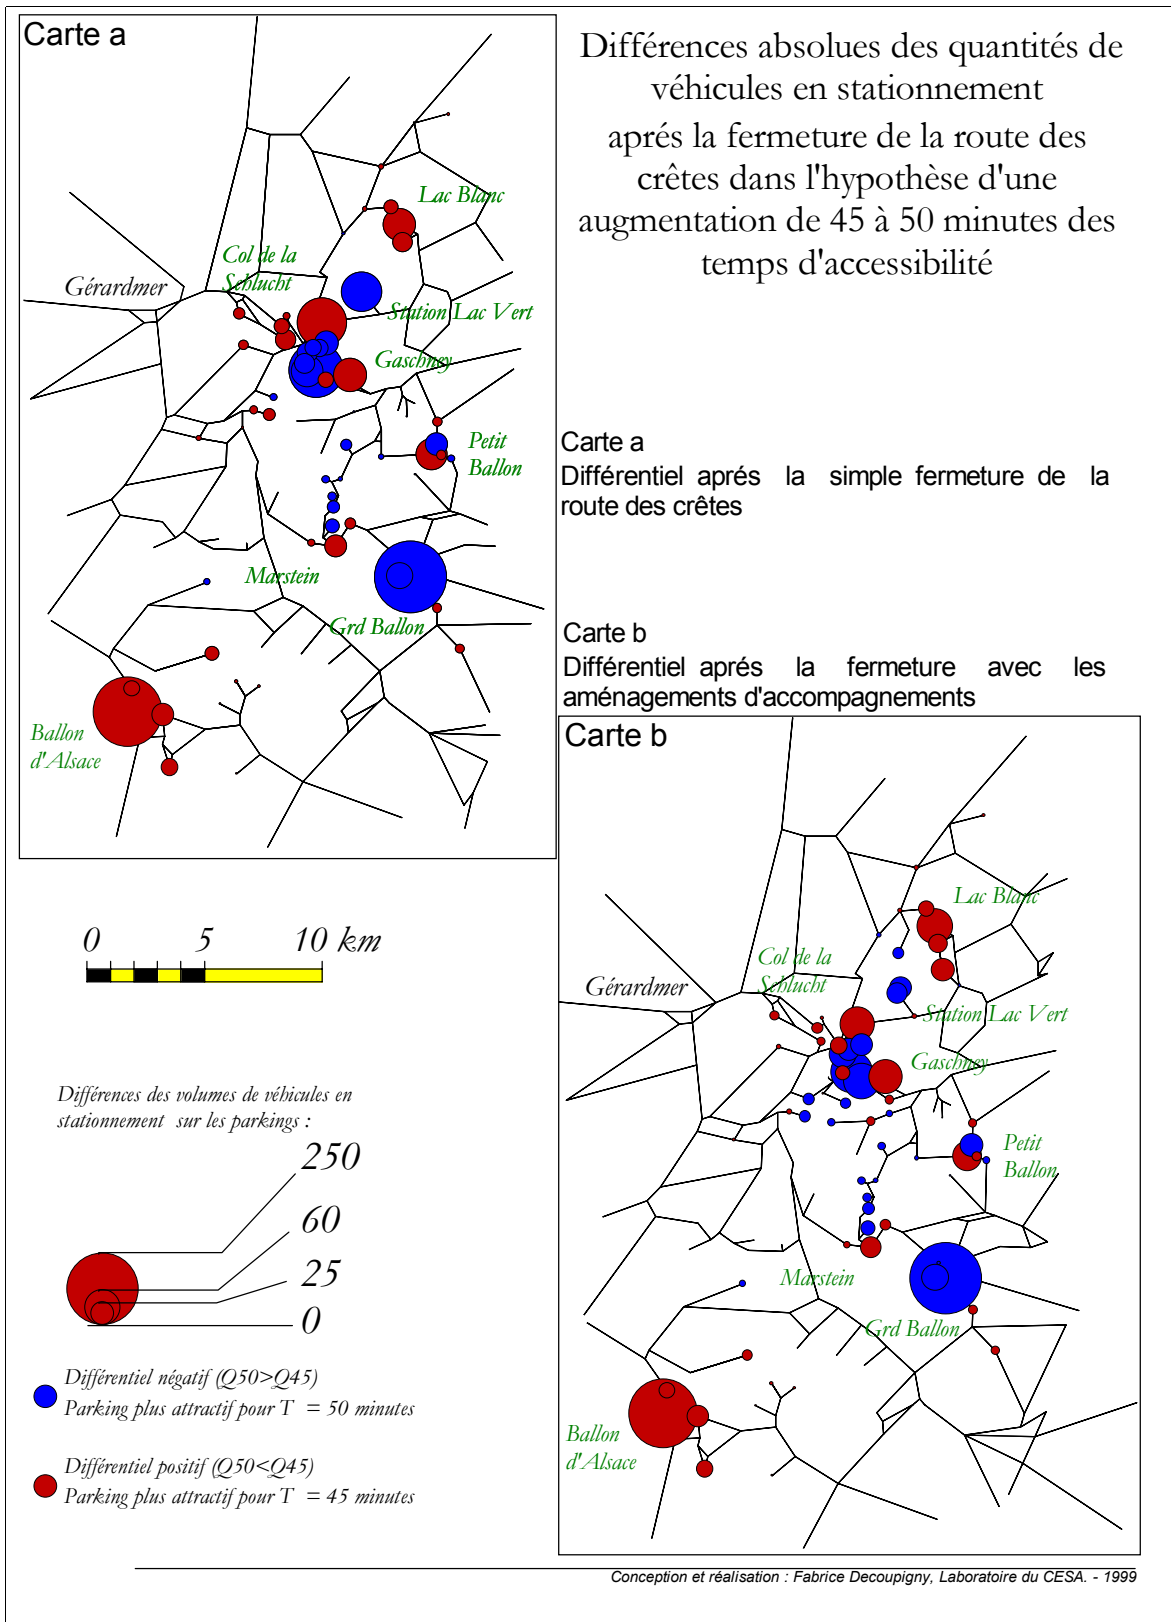 Carte a
Différences absolues des quantités de
véhicules en stationnement
aprés la fermeture de la route des
crêtes dans l'hypothèse d'une
augmentation de 45 à 50 minutes des
temps d'accessibilité
Lac Blanc
Col de la
Schlucht
Gérardmer
Station Lac Vert
Gaschney
Petit
Ballon
Marstein
Grd Ballon
Ballon
d'Alsace
Carte a
Différentiel aprés la simple fermeture de la
route des crêtes
Carte b
Différentiel aprés la fermeture avec les
aménagements d'accompagnements
Carte b
Lac Blanc
Col de la
Schlucht
Gérardmer
Station Lac Vert
Gaschney
Petit
Ballon
Marstein
Grd Ballon
Ballon
d'Alsace
0 5 10 km
Différences des volumes de véhicules en
stationnement sur les parkings :
250
60
25
0
Différentiel négatif (Q50>Q45)
Parking plus attractif pour T = 50 minutes
Différentiel positif (Q50<Q45)
Parking plus attractif pour T = 45 minutes
Conception et réalisation : Fabrice Decoupigny, Laboratoire du CESA. - 1999